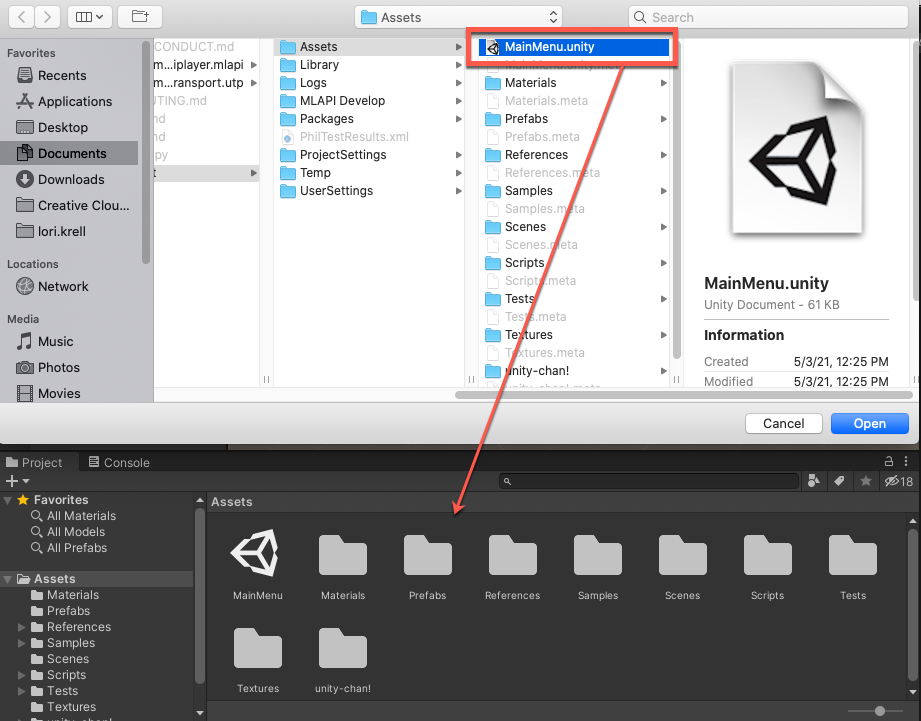 Assets
Search
Favorites
Recents
Applications
Desktop
Documents
Downloads
Creative Clou...
lori.krell
Locations
Network
Media
Music
Photos
Movies
CONDUCT.md
m...iplayer.mlapi
m...ransport.utp
UTING.md
md
md
py
t
Assets
Library
Logs
MLAPI Develop
Packages
PhilTestResults.xml
ProjectSettings
Temp
UserSettings
MainMenu.unity
MainMenu.unity.meta
Materials
Materials.meta
Prefabs
Prefabs.meta
References
References.meta
Samples
Samples.meta
Scenes
Scenes.meta
Scripts
Scripts.meta
Tests
Tests.meta
Textures
Textures.meta
unity-chan!
unity-chan!.meta
MainMenu.unity
Unity Document - 61 KB
Information
Created 5/3/21, 12:25 PM
Modified 5/3/21, 12:25 PM
Cancel
Open
Project
Console
18
Favorites
All Materials
All Models
All Prefabs
Assets
Materials
Prefabs
References
Samples
Scenes
Scripts
Tests
Textures
unity-chan!
Assets
MainMenu Materials Prefabs References Samples Scenes Scripts Tests
Textures unity-chan!